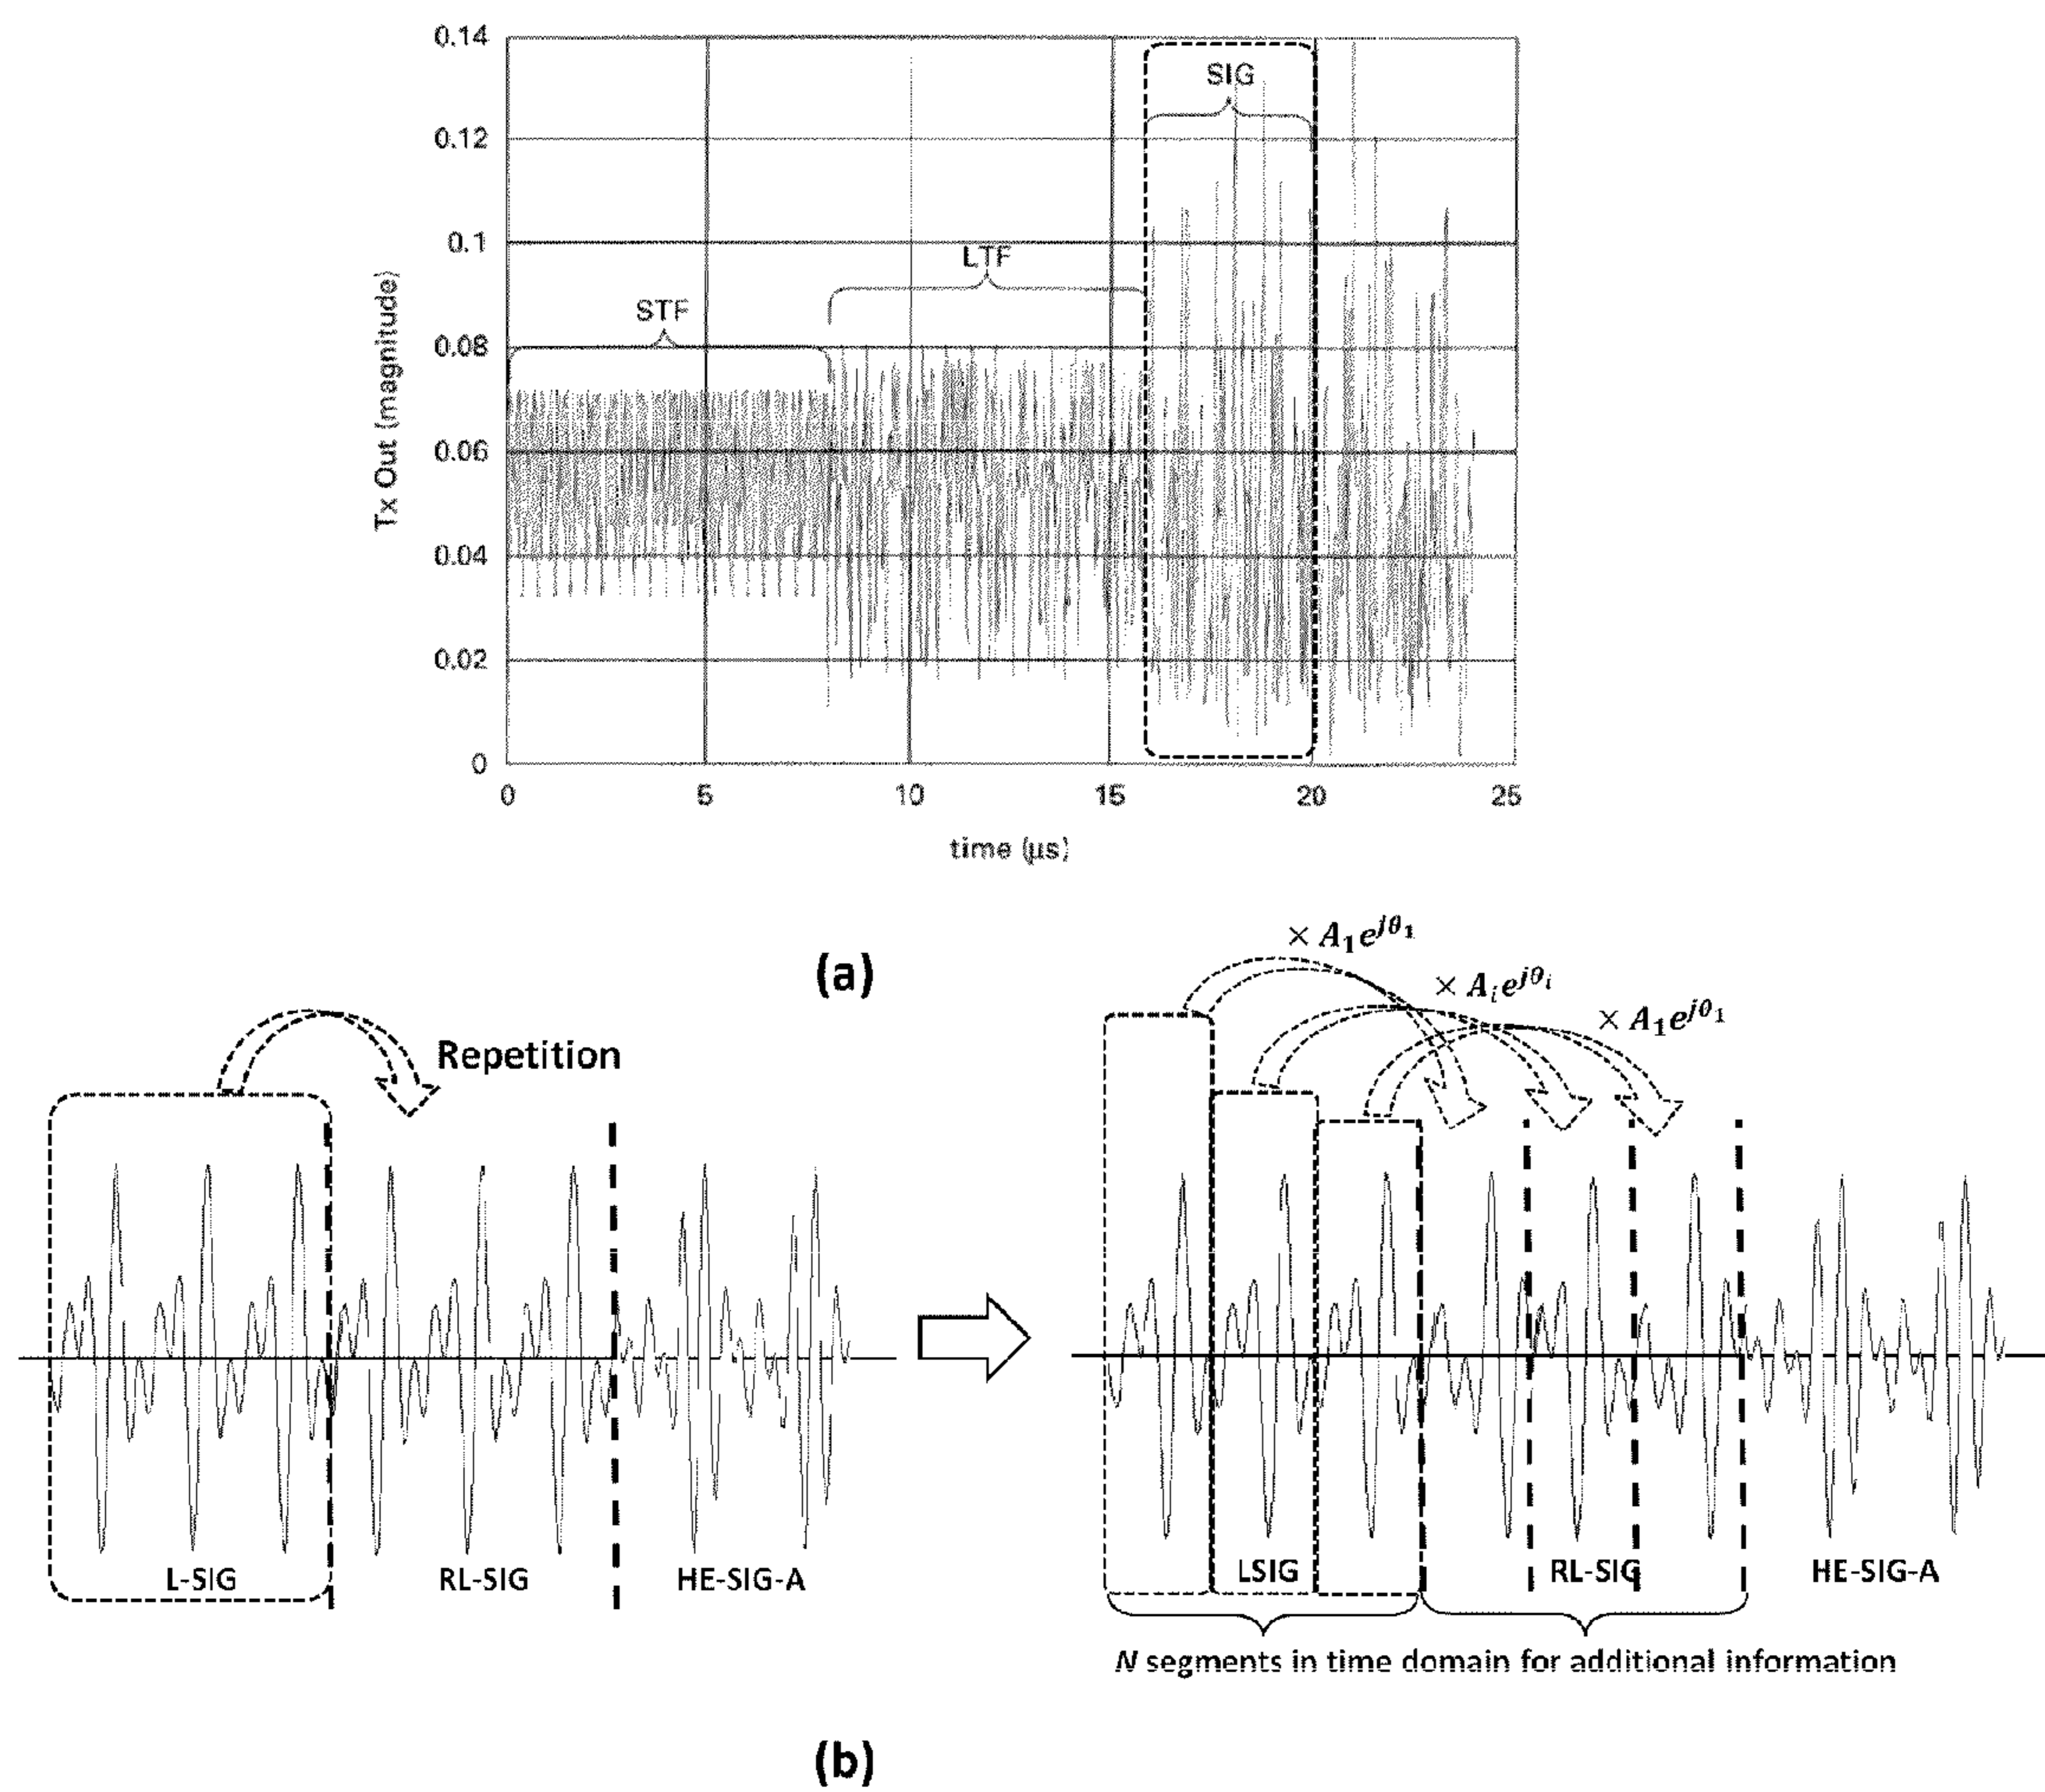 0.14
0.12
0.1
0.08
0.06
0.04
0.02
0
Tx Out (magnitude)
STF
LTF
SIG
0 5 10 15 20 25
time (μs)
(a)
Repetition
L-SIG RL-SIG HE-SIG-A
× A₁e^{jθ₁}
× Aᵢe^{jθᵢ}
× A₁e^{jθ₁}
LSIG RL-SIG HE-SIG-A
N segments in time domain for additional information
(b)